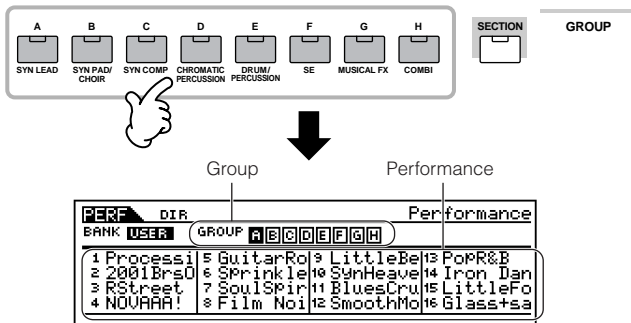 A B C D E F G H SECTION GROUP
SYN LEAD SYN PAD/ CHOIR SYN COMP CHROMATIC PERCUSSION DRUM/ PERCUSSION SE MUSICAL FX COMBI
Group Performance
PERF DIR Performance
BANK USER GROUP A B C D E F G H
1 Processi 5 GuitarRo 9 LittleBe 13 PopR&B
2 2001BrsO 6 Sprinkle 10 SynHeave 14 Iron Dan
3 RStreet 7 SoulSpir 11 BluesCru 15 LittleFo
4 NOVAAA! 8 Film Noi 12 SmoothMo 16 Glass+sa